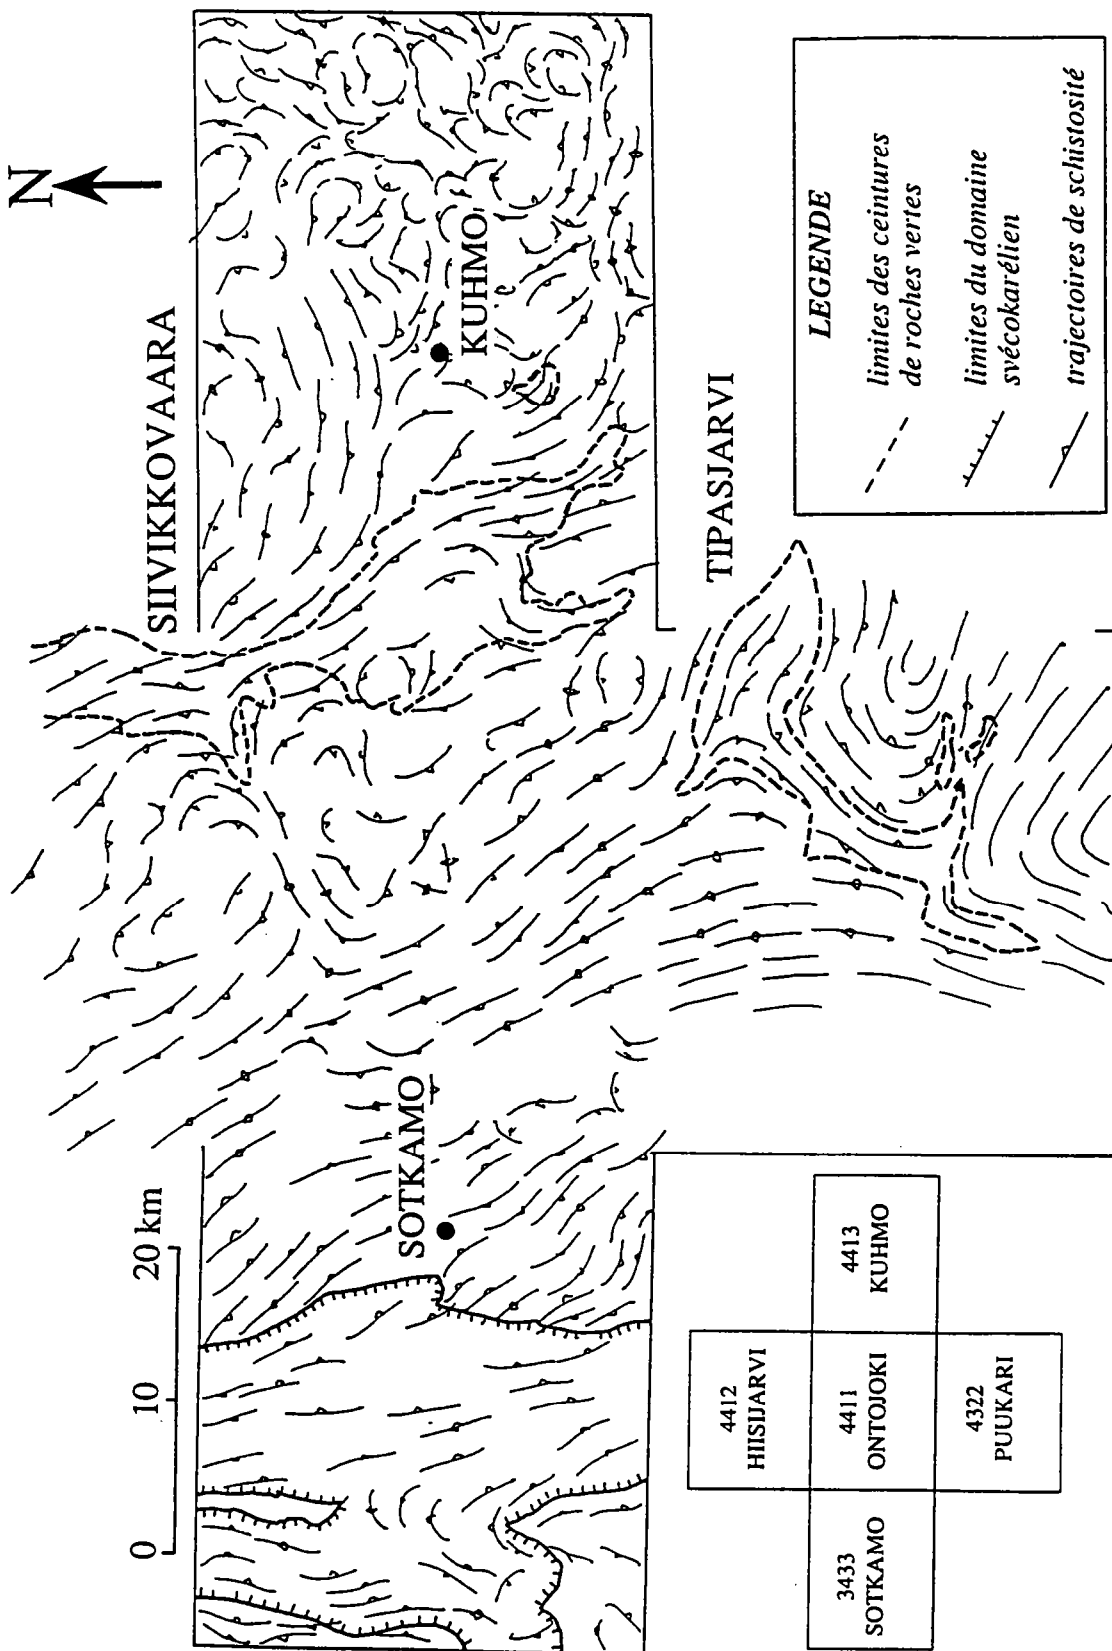 N
0
10
20 km
SIIVIKKOVAARA
SOTKAMO
KUHMO
TIPASJARVI
4412
HIISIJARVI
3433
SOTKAMO
4411
ONTOJOKI
4413
KUHMO
4322
PUUKARI
LEGENDE
limites des ceintures
de roches vertes
limites du domaine
svécokarélien
trajectoires de schistosité